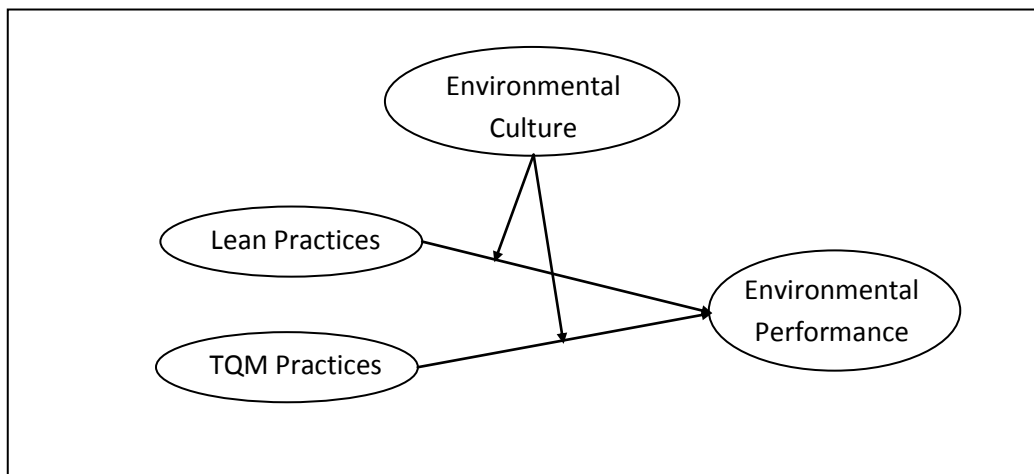 Environmental
Culture
Lean Practices
Environmental
Performance
TQM Practices